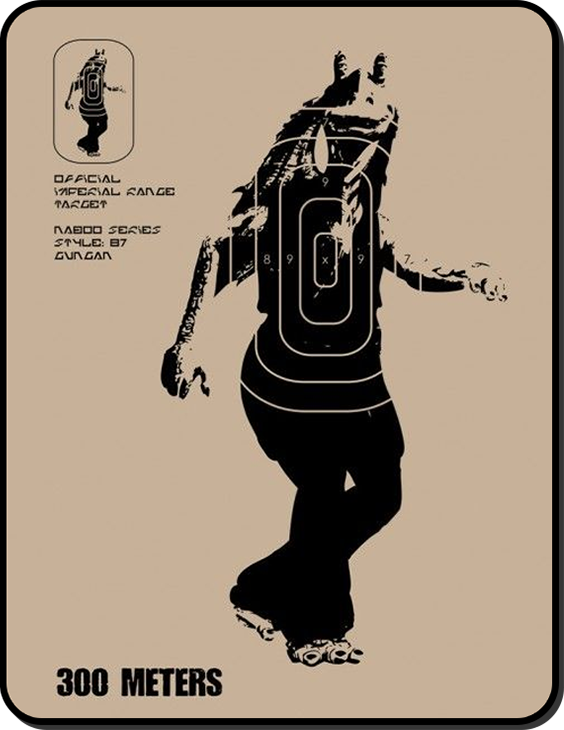 OFFICIAL
IMPERIAL RANGE
TARGET
NABOO SERIES
STYLE: B7
GUNGAN
9
8 9 x 9 7
300 METERS